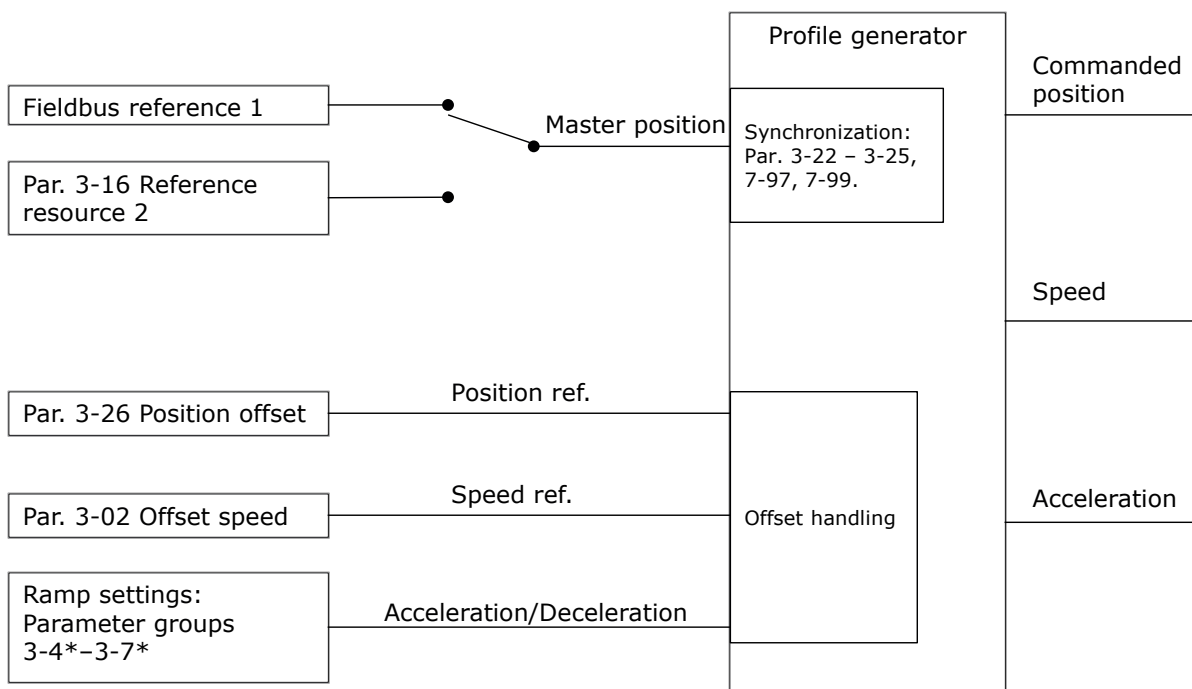 Profile generator
Commanded
position
Fieldbus reference 1
Master position
Synchronization:
Par. 3-22 – 3-25,
7-97, 7-99.
Par. 3-16 Reference
resource 2
Speed
Position ref.
Par. 3-26 Position offset
Speed ref.
Par. 3-02 Offset speed
Offset handling
Acceleration
Ramp settings:
Parameter groups
3-4*–3-7*
Acceleration/Deceleration